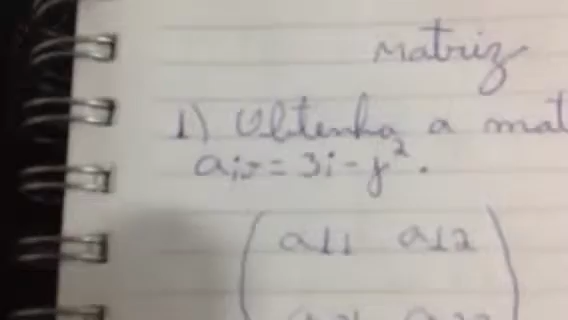 Matriz
1) Obtenha a mat
aij = 3i - j².
a11 a12